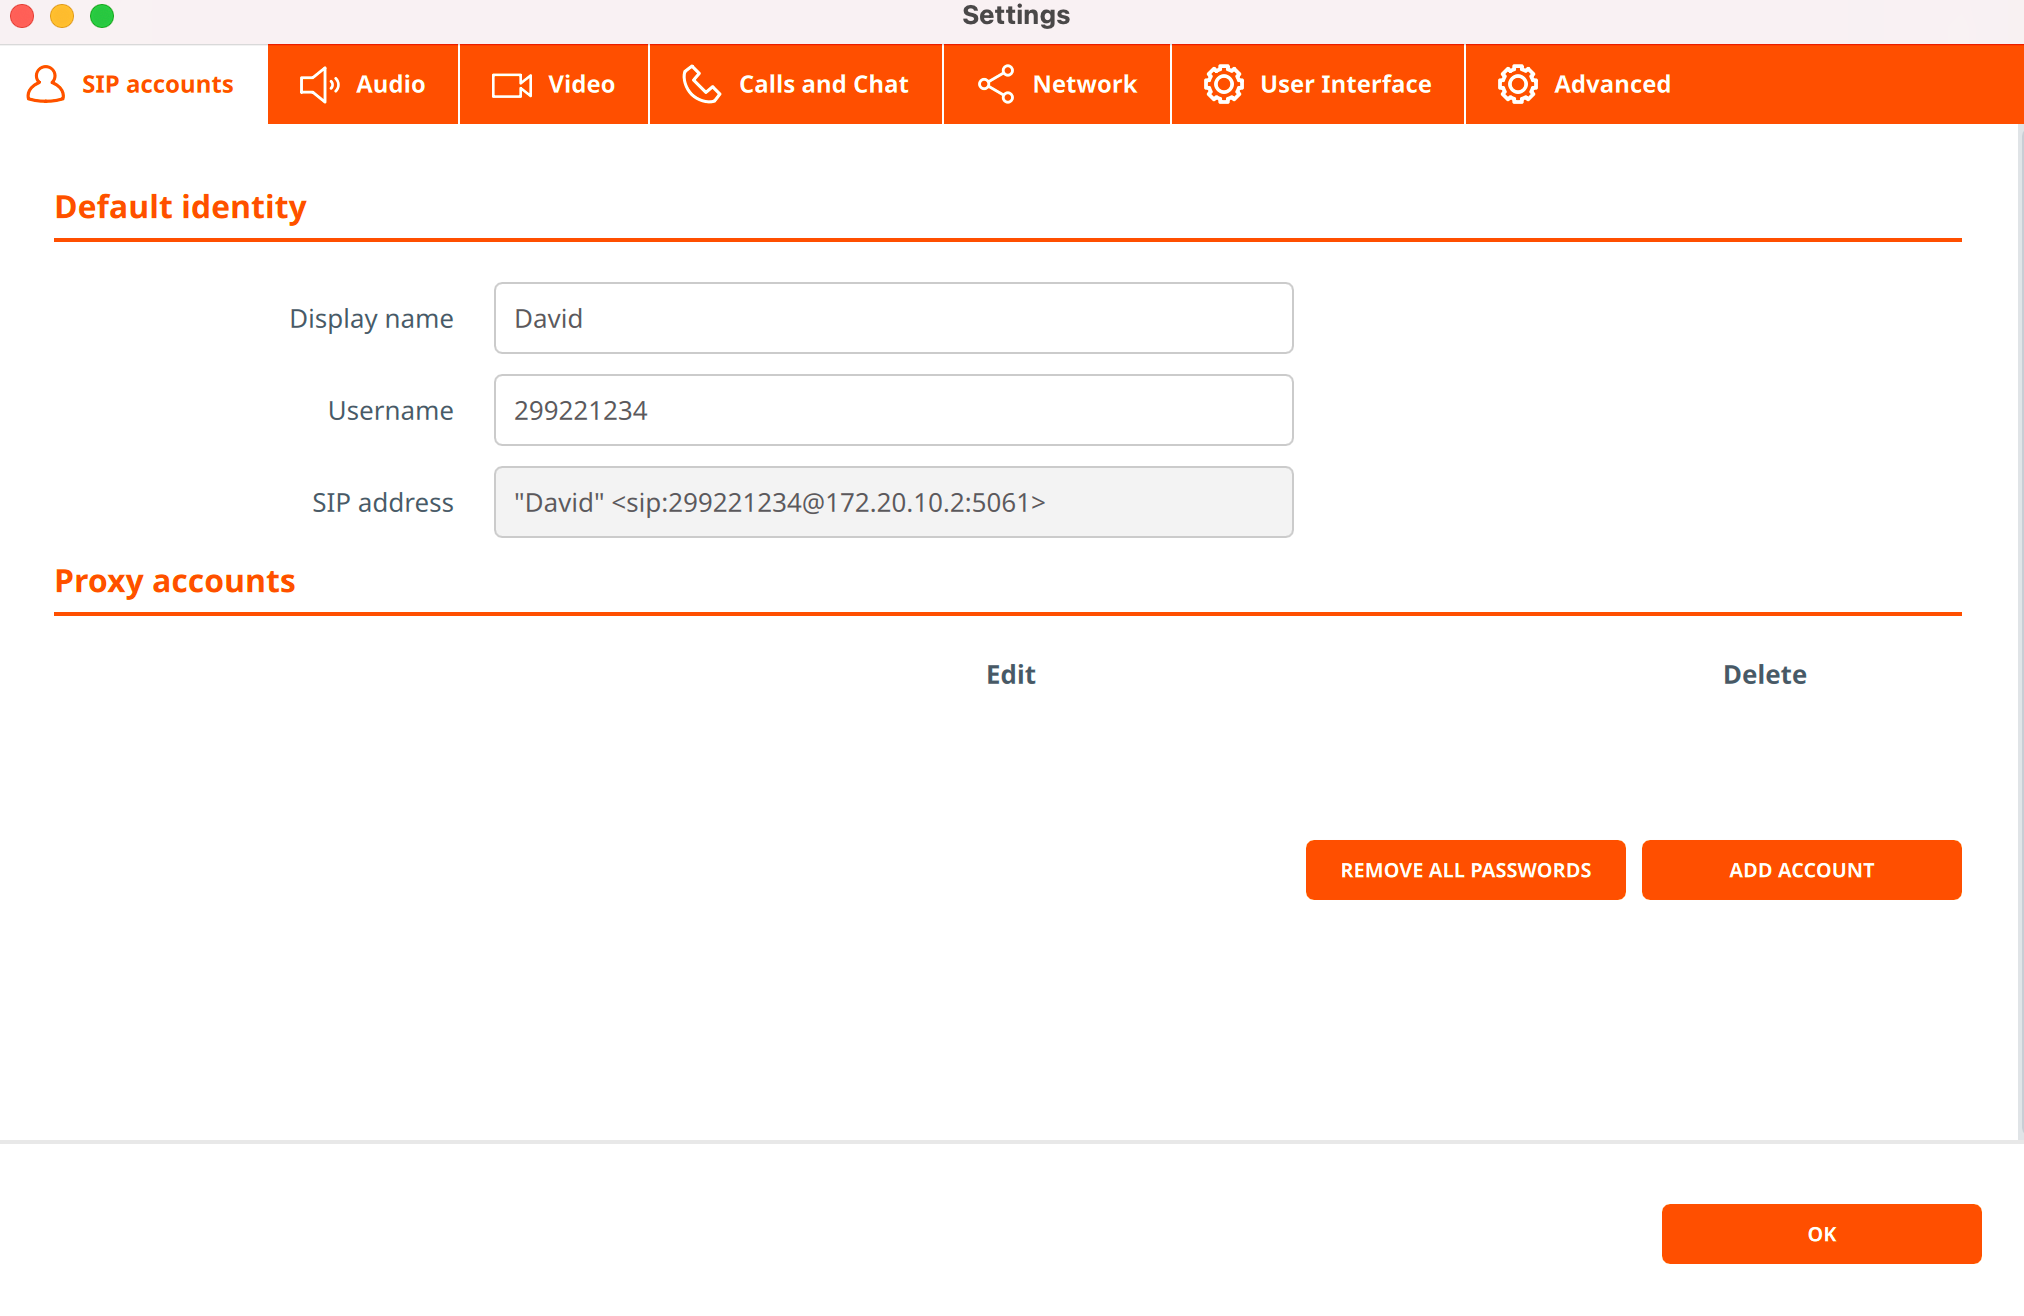 Settings
SIP accounts
Audio
Video
Calls and Chat
Network
User Interface
Advanced
Default identity
Display name
David
Username
299221234
SIP address
"David" <sip:299221234@172.20.10.2:5061>
Proxy accounts
Edit
Delete
REMOVE ALL PASSWORDS
ADD ACCOUNT
OK